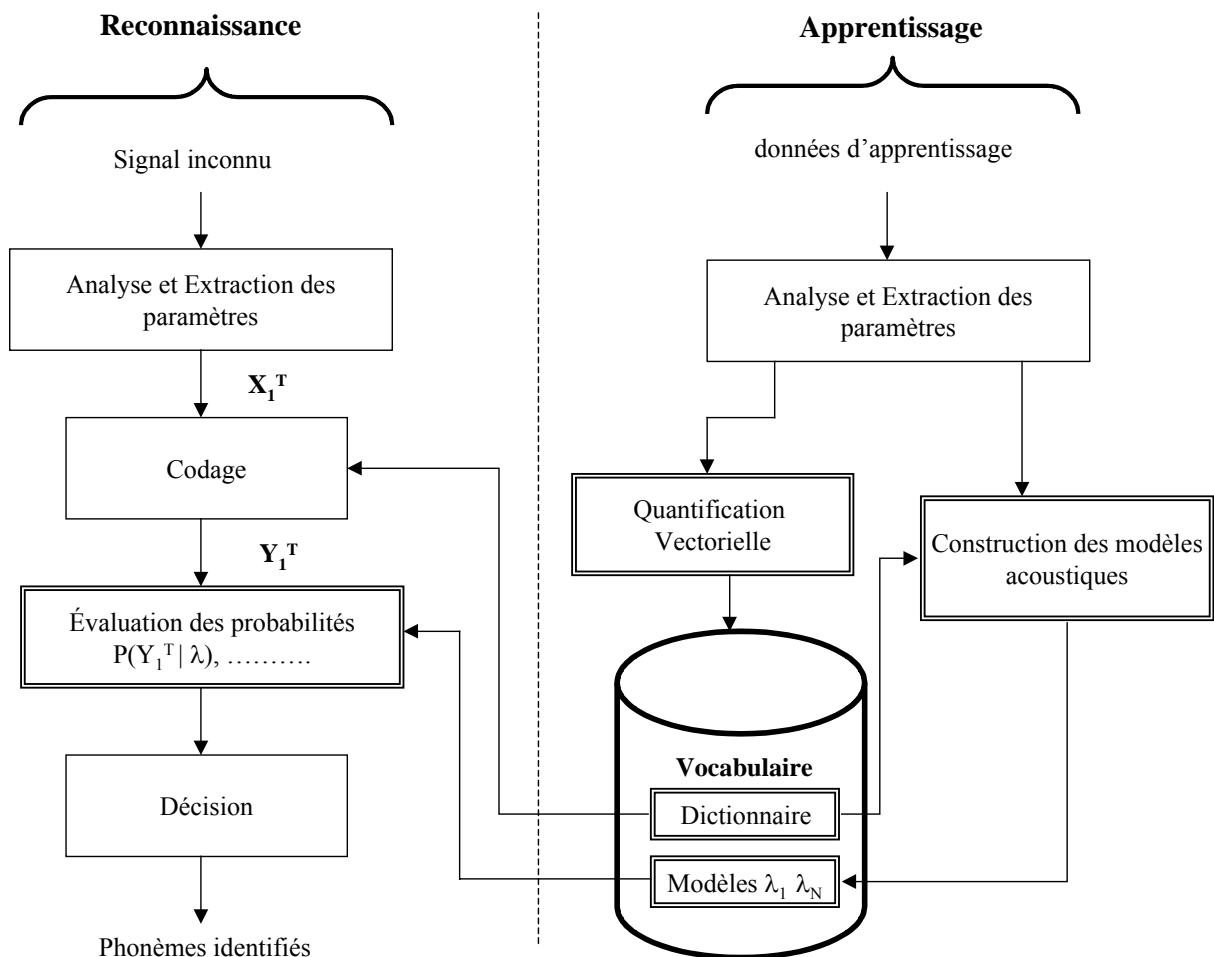 Reconnaissance
Signal inconnu
Analyse et Extraction des
paramètres
X₁ᵀ
Codage
Y₁ᵀ
Évaluation des probabilités
P(Y₁ᵀ | λ), ……….
Décision
Phonèmes identifiés
Apprentissage
données d’apprentissage
Analyse et Extraction des
paramètres
Quantification
Vectorielle
Construction des modèles
acoustiques
Vocabulaire
Dictionnaire
Modèles λ₁ λ_N